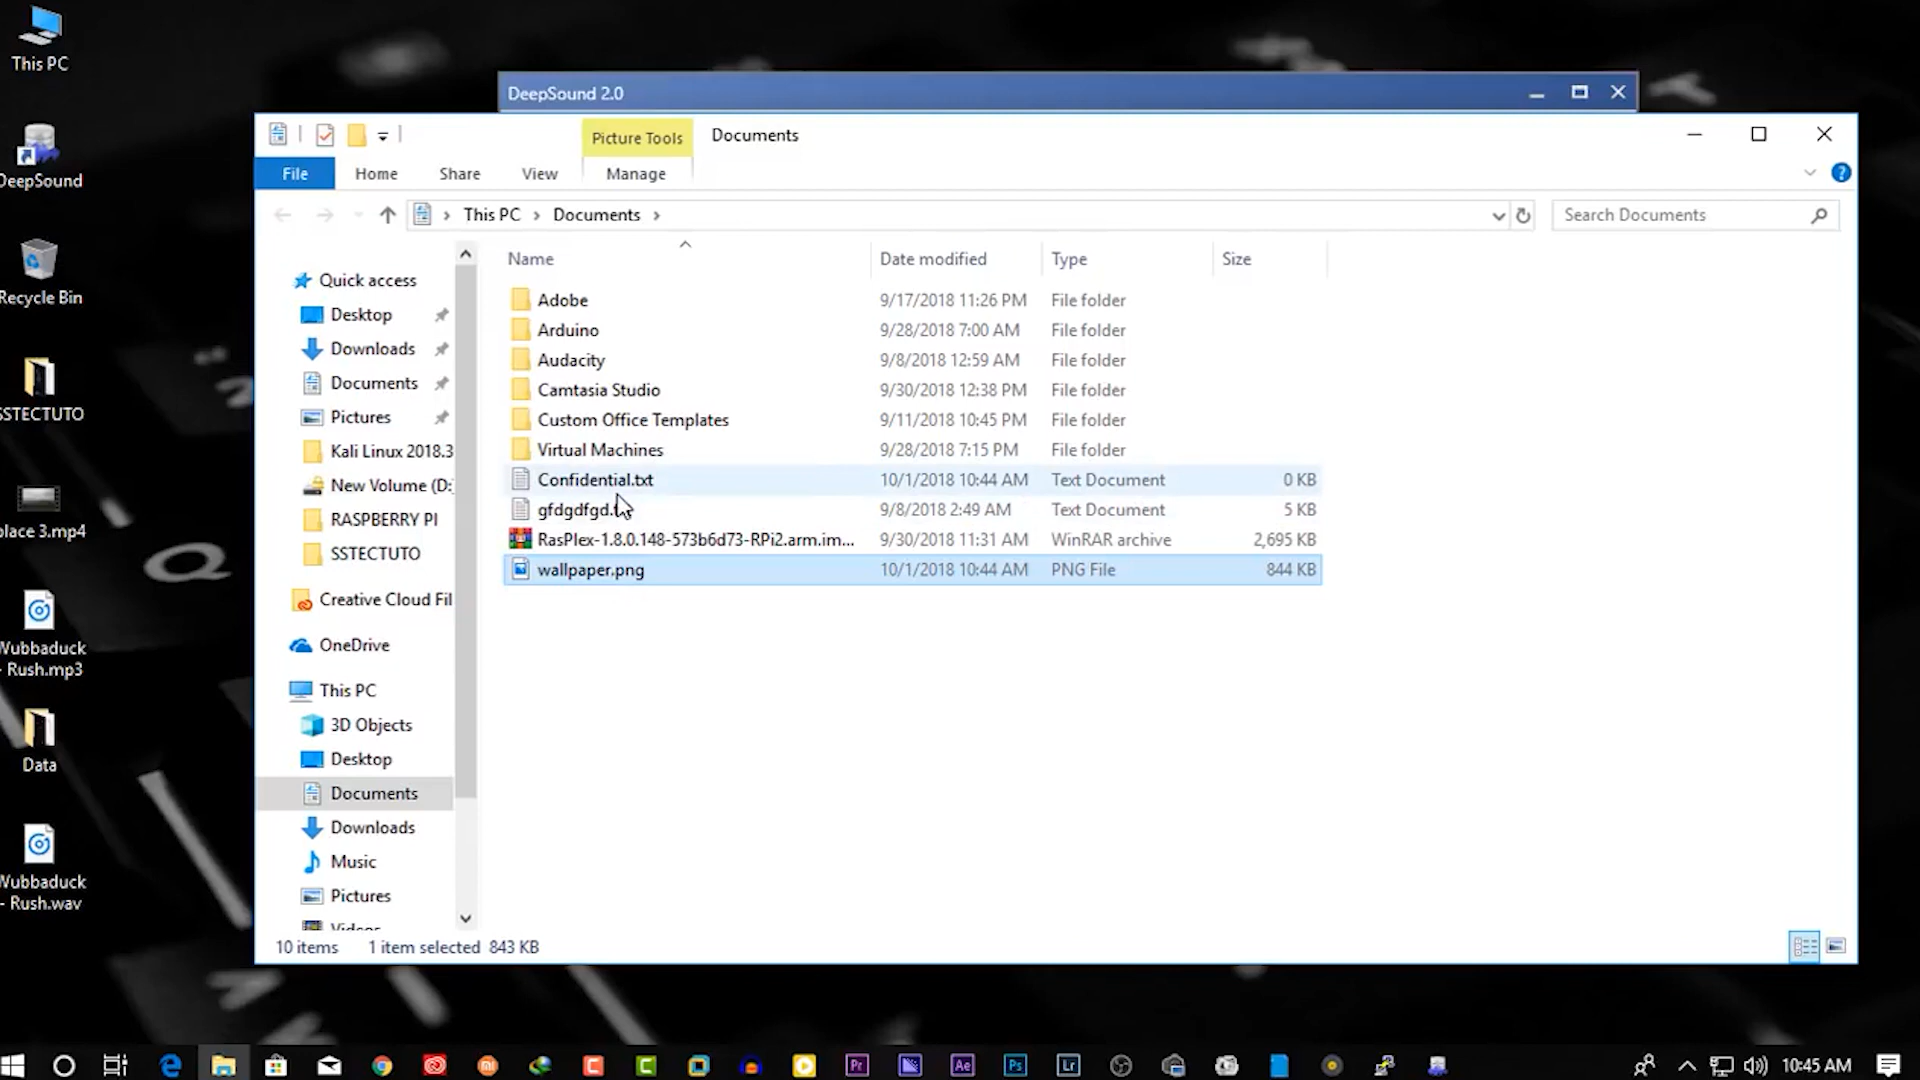 This PC
DeepSound
Recycle Bin
SSTECTUTO
place 3.mp4
Wubbaduck
- Rush.mp3
Data
Wubbaduck
- Rush.wav
DeepSound 2.0
Picture Tools
Documents
File
Home
Share
View
Manage
This PC > Documents >
Search Documents
Quick access
Desktop
Downloads
Documents
Pictures
Kali Linux 2018.3
New Volume (D:
RASPBERRY PI
SSTECTUTO
Creative Cloud Fil
OneDrive
This PC
3D Objects
Desktop
Documents
Downloads
Music
Pictures
Videos
Name Date modified Type Size
Adobe 9/17/2018 11:26 PM File folder
Arduino 9/28/2018 7:00 AM File folder
Audacity 9/8/2018 12:59 AM File folder
Camtasia Studio 9/30/2018 12:38 PM File folder
Custom Office Templates 9/11/2018 10:45 PM File folder
Virtual Machines 9/28/2018 7:15 PM File folder
Confidential.txt 10/1/2018 10:44 AM Text Document 0 KB
gfdgdfgd.t 9/8/2018 2:49 AM Text Document 5 KB
RasPlex-1.8.0.148-573b6d73-RPi2.arm.im... 9/30/2018 11:31 AM WinRAR archive 2,695 KB
wallpaper.png 10/1/2018 10:44 AM PNG File 844 KB
10 items 1 item selected 843 KB
Q
Pr
Ae
Ps
Lr
10:45 AM